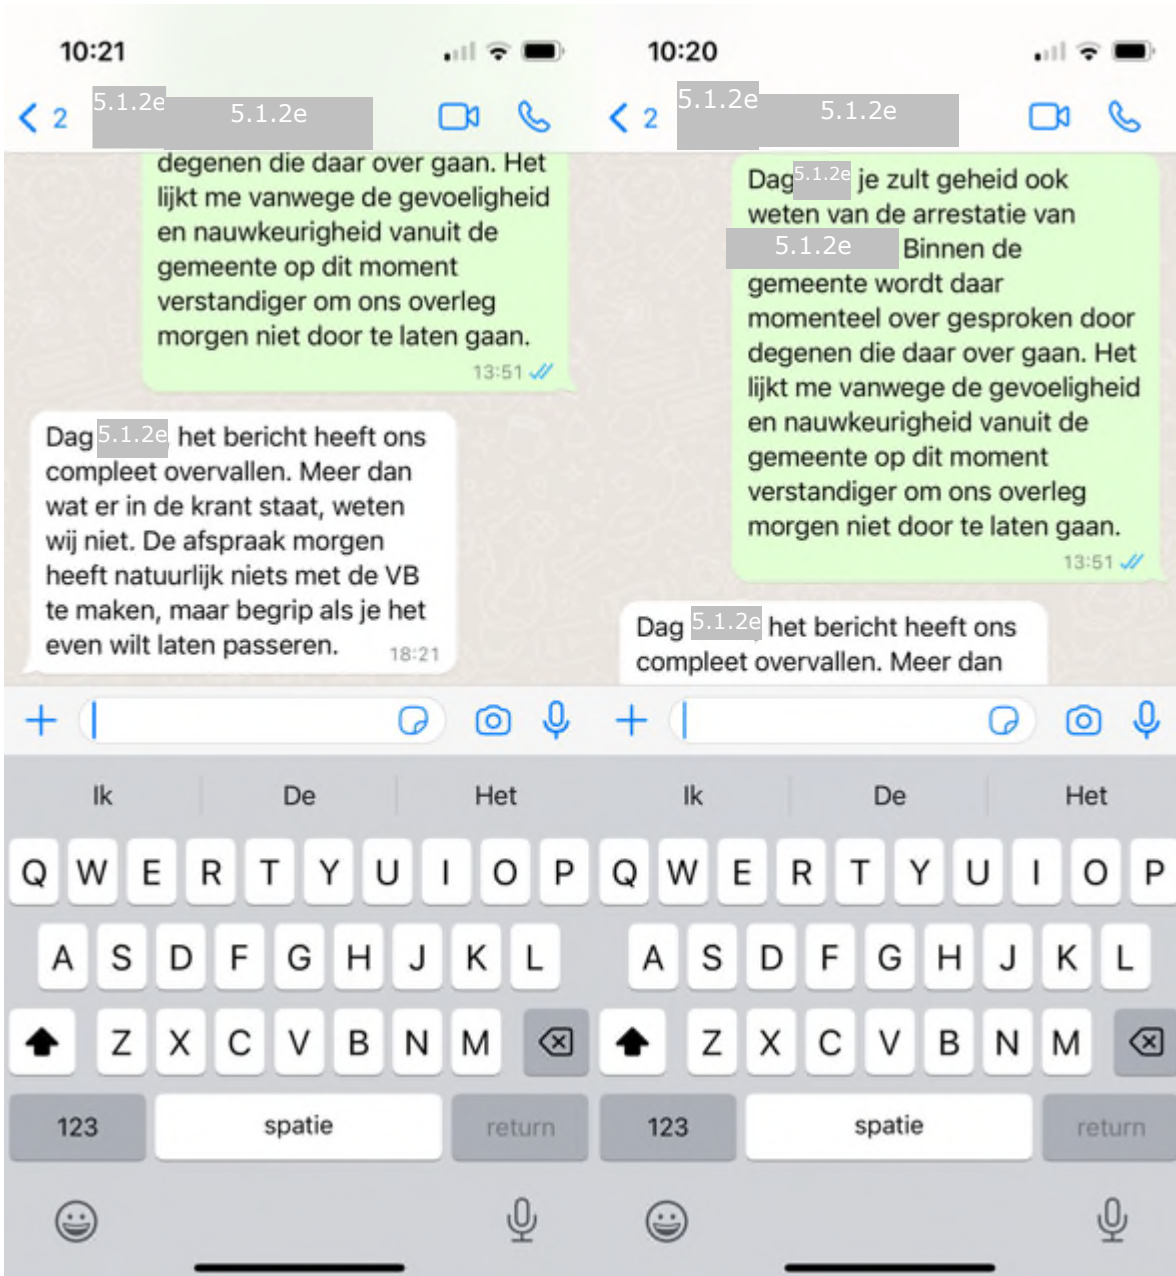 10:21
2
5.1.2e
5.1.2e
degenen die daar over gaan. Het
lijkt me vanwege de gevoeligheid
en nauwkeurigheid vanuit de
gemeente op dit moment
verstandiger om ons overleg
morgen niet door te laten gaan.
13:51
Dag 5.1.2e het bericht heeft ons
compleet overvallen. Meer dan
wat er in de krant staat, weten
wij niet. De afspraak morgen
heeft natuurlijk niets met de VB
te maken, maar begrip als je het
even wilt laten passeren.
18:21
Ik De Het
Q W E R T Y U I O P
A S D F G H J K L
Z X C V B N M
123 spatie return
10:20
2
5.1.2e
5.1.2e
Dag 5.1.2e je zult geheid ook
weten van de arrestatie van
5.1.2e Binnen de
gemeente wordt daar
momenteel over gesproken door
degenen die daar over gaan. Het
lijkt me vanwege de gevoeligheid
en nauwkeurigheid vanuit de
gemeente op dit moment
verstandiger om ons overleg
morgen niet door te laten gaan.
13:51
Dag 5.1.2e het bericht heeft ons
compleet overvallen. Meer dan
Ik De Het
Q W E R T Y U I O P
A S D F G H J K L
Z X C V B N M
123 spatie return